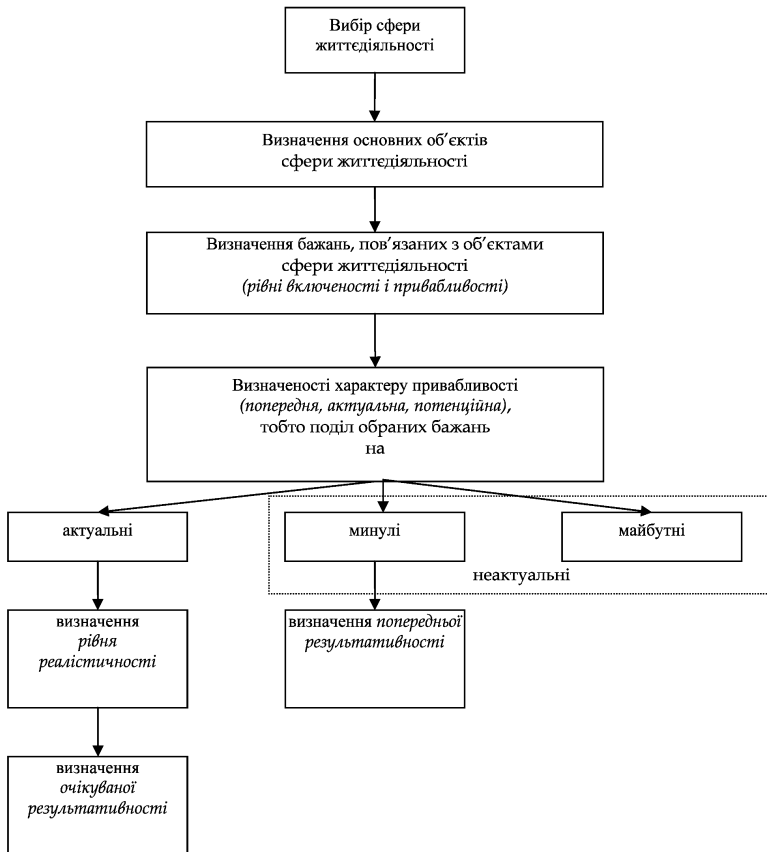 Вибір сфери
життєдіяльності
Визначення основних об’єктів
сфери життєдіяльності
Визначення бажань, пов’язаних з об’єктами
сфери життєдіяльності
(рівні включеності і привабливості)
Визначеності характеру привабливості
(попередня, актуальна, потенційна),
тобто поділ обраних бажань
на
актуальні
минулі
майбутні
неактуальні
визначення
рівня
реалістичності
визначення попередньої
результативності
визначення
очікуваної
результативності